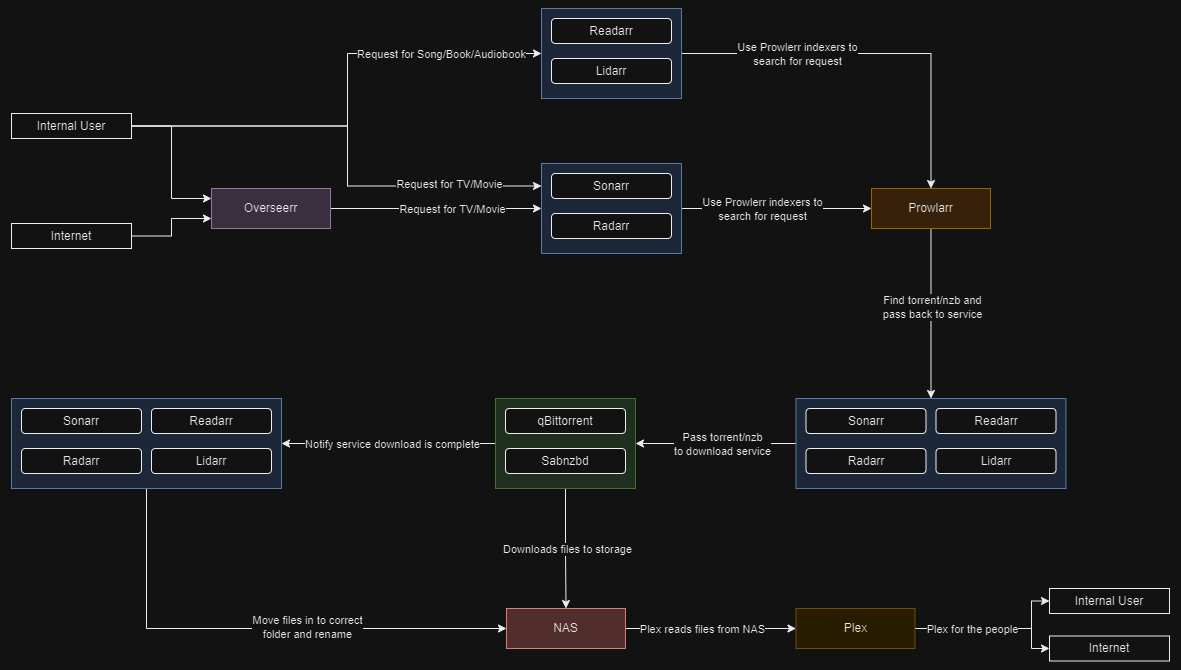 Readarr
Request for Song/Book/Audiobook
Use Prowlerr indexers to
search for request
Lidarr
Internal User
Request for TV/Movie
Sonarr
Overseerr
Request for TV/Movie
Use Prowlerr indexers to
search for request
Prowlarr
Radarr
Internet
Find torrent/nzb and
pass back to service
Sonarr
Readarr
Radarr
Lidarr
Notify service download is complete
qBittorrent
Sabnzbd
Pass torrent/nzb
to download service
Sonarr
Readarr
Radarr
Lidarr
Downloads files to storage
Move files in to correct
folder and rename
NAS
Plex reads files from NAS
Plex
Plex for the people
Internal User
Internet